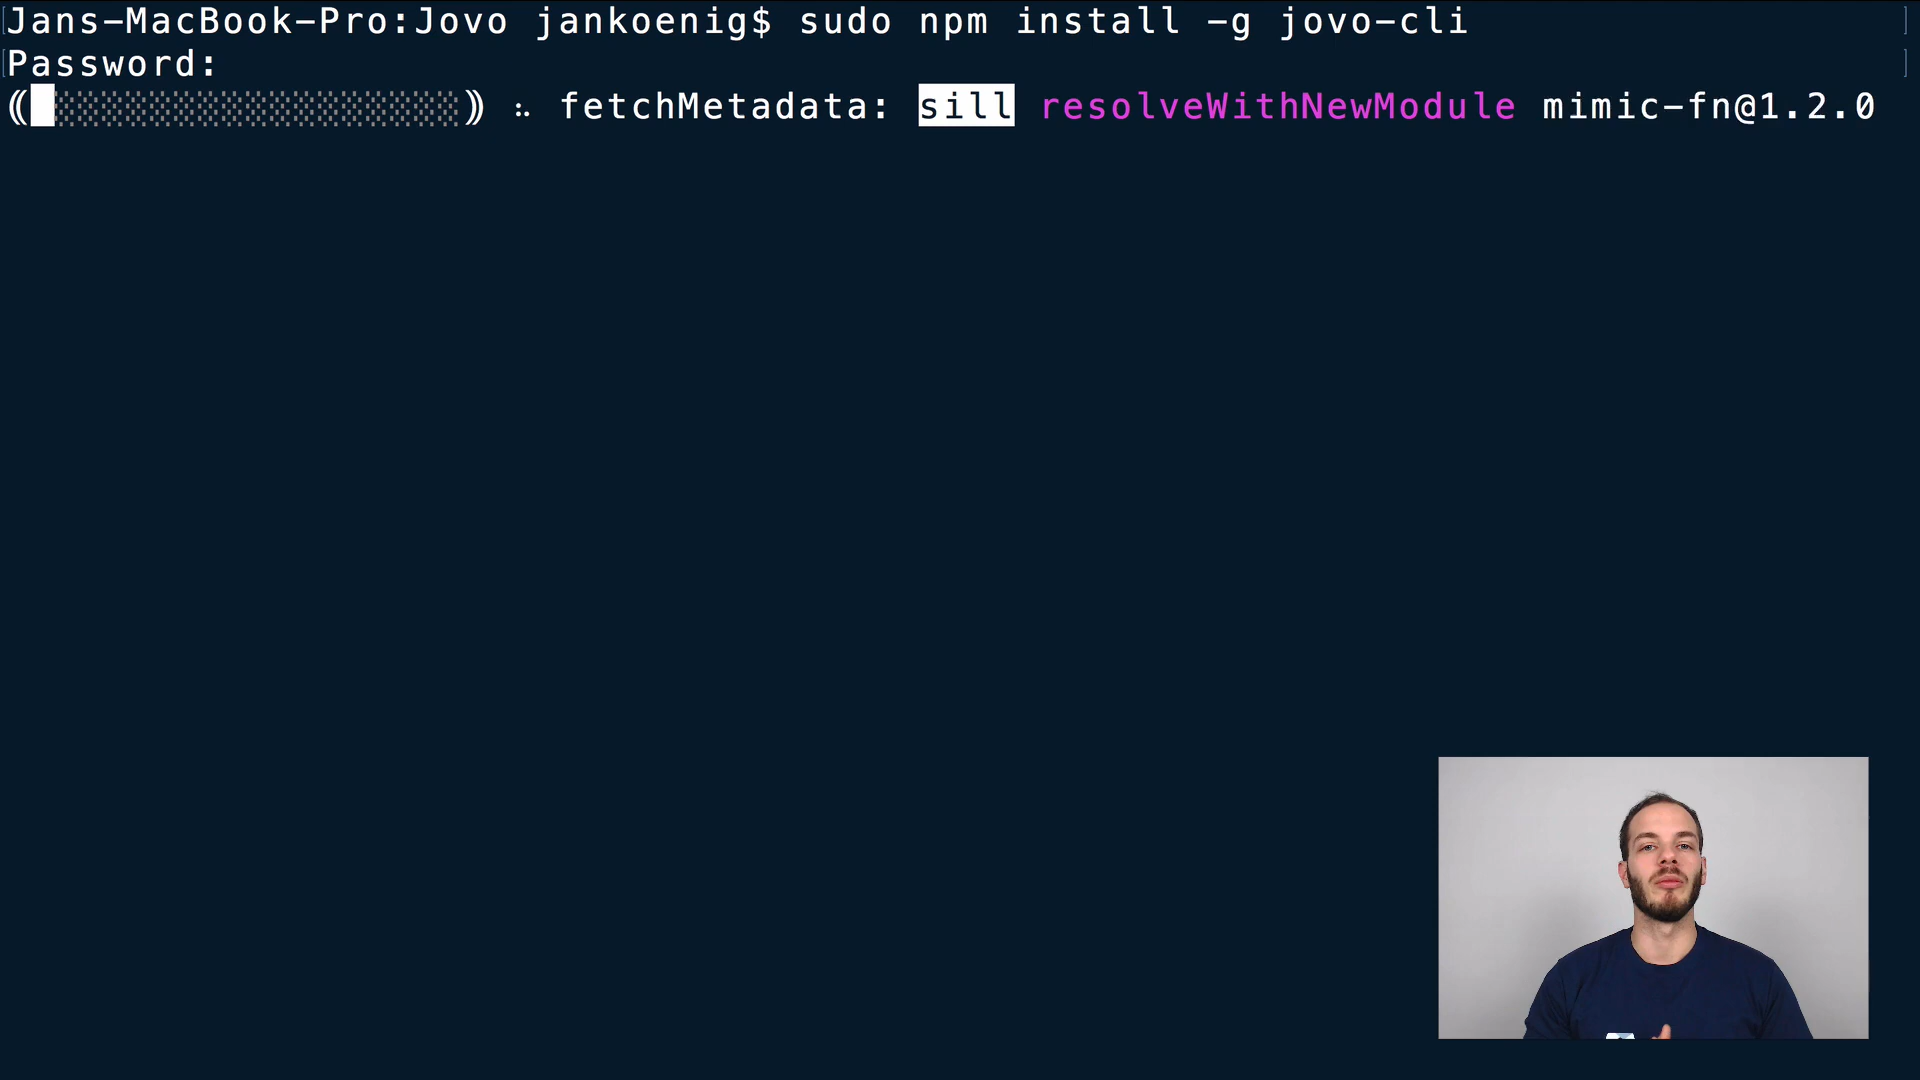 Jans-MacBook-Pro:Jovo jankoenig$ sudo npm install -g jovo-cli
Password:
fetchMetadata: sill resolveWithNewModule mimic-fn@1.2.0